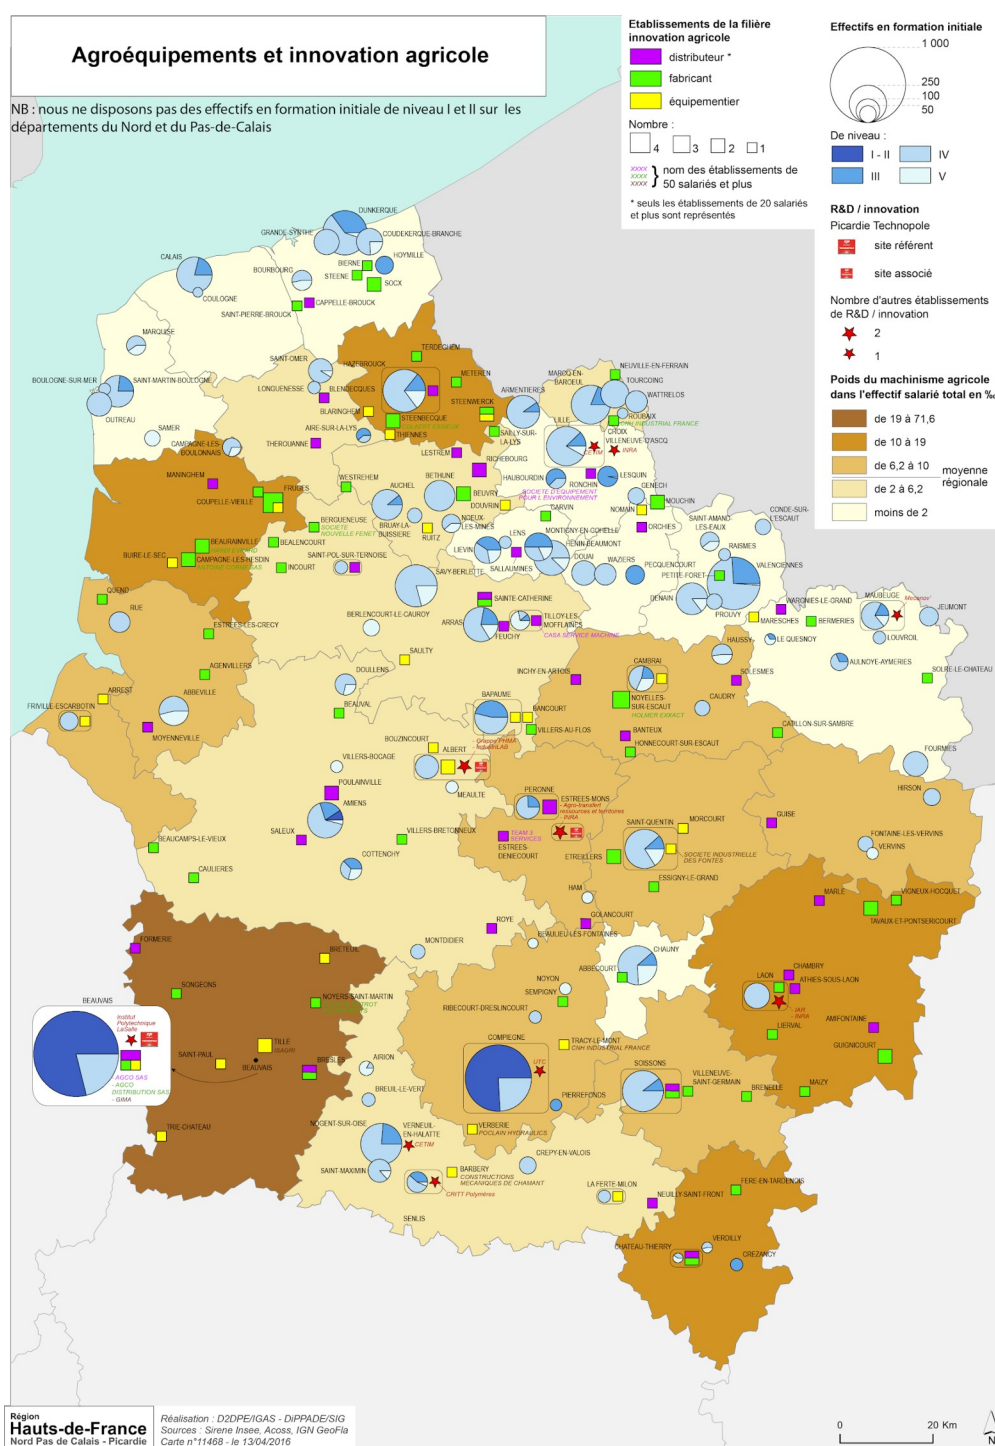 Agroéquipements et innovation agricole
NB : nous ne disposons pas des effectifs en formation initiale de niveau I et II sur les
départements du Nord et du Pas-de-Calais
Etablissements de la filière
innovation agricole
distributeur *
fabricant
équipementier
Nombre :
4
3
2
1
xxxx
xxxx
xxxx
nom des établissements de
50 salariés et plus
* seuls les établissements de 20 salariés
et plus sont représentés
Effectifs en formation initiale
1 000
250
100
50
De niveau :
I - II
IV
III
V
R&D / innovation
Picardie Technopole
site référent
site associé
Nombre d'autres établissements
de R&D / innovation
2
1
Poids du machinisme agricole
dans l'effectif salarié total en ‰
de 19 à 71,6
de 10 à 19
de 6,2 à 10
moyenne
régionale
de 2 à 6,2
moins de 2
DUNKERQUE
GRANDE-SYNTHE
COUDEKERQUE-BRANCHE
CALAIS
BIERNE
HOYMILLE
BOURBOURG
STEENE
SOCX
COULOGNE
CAPPELLE-BROUCK
SAINT-PIERRE-BROUCK
MARQUISE
TERDEGHEM
SAINT-OMER
HAZEBROUCK
METEREN
NEUVILLE-EN-FERRAIN
MARCQ-EN-
BAROEUL
TOURCOING
BOULOGNE-SUR-MER
SAINT-MARTIN-BOULOGNE
LONGUENESSE
BLENDECQUES
ARMENTIERES
WATTRELOS
OUTREAU
BLARINGHEM
STEENWERCK
ROUBAIX
CNH INDUSTRIAL FRANCE
STEENBECQUE
LILLE
CROIX
SAMER
AIRE-SUR-LA-LYS
THIENNES
SAILLY-SUR-
LA-LYS
VILLENEUVE D'ASCQ
CETIM
INRA
CAMPAGNE-LES-
BOULONNAIS
THEROUANNE
LESTREM
RICHEBOURG
HAUBOURDIN
RONCHIN
LESQUIN
MANINGHEM
WESTREHEM
BETHUNE
SOCIETE D'EQUIPEMENT
POUR L ENVIRONNEMENT
GENECH
COUPELLE-VIEILLE
FRUGES
AUCHEL
BEUVRY
DOUVRIN
MOUCHIN
NOMAIN
CONDE-SUR-
L'ESCAUT
BERGUENEUSE
SOCIETE
NOUVELLE FENET
BRUAY-LA-
BUISSIERE
RUITZ
NOEUX-
LES-MINES
CARVIN
ORCHIES
SAINT-AMAND-
LES-EAUX
LENS
MONTIGNY-EN-GOHELLE
BEAURAINVILLE
BEALENCOURT
LIEVIN
HENIN-BEAUMONT
RAISMES
BUIRE-LE-SEC
CAMPAGNE-LES-HESDIN
SAINT-POL-SUR-TERNOISE
SALLAUMINES
DOUAI
WAZIERS
PECQUENCOURT
PETITE-FORET
VALENCIENNES
INCOURT
SAVY-BERLETTE
QUEND
RUE
BERLENCOURT-LE-CAUROY
SAINTE-CATHERINE
DENAIN
PROUVY
WARGNIES-LE-GRAND
MAUBEUGE
JEUMONT
ARRAS
TILLOY-LES-
MOFFLAINES
FEUCHY
CASA SERVICE MACHINE
MARESCHES
BERMERIES
LOUVROIL
ESTREES-LES-CRECY
HAUSSY
LE QUESNOY
AULNOYE-AYMERIES
SAULTY
AGENVILLERS
DOULLENS
INCHY-EN-ARTOIS
CAMBRAI
SOLESMES
SOLRE-LE-CHATEAU
ARREST
ABBEVILLE
BAPAUME
NOYELLES-
SUR-ESCAUT
HOLMER EXXACT
CAUDRY
FRIVILLE-ESCARBOTIN
BEAUVAL
BANCOURT
MOYENNEVILLE
VILLERS-AU-FLOS
BANTEUX
CATILLON-SUR-SAMBRE
BOUZINCOURT
HONNECOURT-SUR-ESCAUT
VILLERS-BOCAGE
ALBERT
FOURMIES
POULAINVILLE
MEAULTE
PERONNE
ESTREES-MONS
- Agro-transfert
ressources et territoires
- INRA
HIRSON
AMIENS
SAINT-QUENTIN
MORCOURT
GUISE
SALEUX
VILLERS-BRETONNEUX
TEAM 3
SERVICES
ESTREES-
DENIECOURT
FONTAINE-LES-VERVINS
BEAUCAMPS-LE-VIEUX
ETREILLERS
SOCIETE INDUSTRIELLE
DES FONTES
VERVINS
COTTENCHY
CAULIERES
HAM
ESSIGNY-LE-GRAND
MARLE
VIGNEUX-HOCQUET
ROYE
GOLANCOURT
TAVAUX-ET-PONTSERICOURT
FORMERIE
BEAULIEU-LES-FONTAINES
MONTDIDIER
CHAUNY
BRETEUIL
ABBECOURT
CHAMBRY
LAON
ATHIES-SOUS-LAON
SONGEONS
NOYERS-SAINT-MARTIN
NOYON
SEMPIGNY
BEAUVAIS
Institut
Polytechnique
LaSalle
RIBECOURT-DRESLINCOURT
- IAR
- INRA
AMIFONTAINE
LIERVAL
TILLE
ISAGRI
COMPIEGNE
TRACY-LE-MONT
CNH INDUSTRIAL FRANCE
GUIGNICOURT
SAINT-PAUL
BEAUVAIS
BRESLES
AIRION
UTC
SOISSONS
VILLENEUVE-
SAINT-GERMAIN
- AGCO SAS
- AGCO
DISTRIBUTION SAS
- GIMA
BREUIL-LE-VERT
PIERREFONDS
BRENELLE
MAIZY
TRIE-CHATEAU
NOGENT-SUR-OISE
VERNEUIL-
EN-HALATTE
CETIM
VERBERIE
POCLAIN HYDRAULICS
SAINT-MAXIMIN
CREPY-EN-VALOIS
BARBERY
CONSTRUCTIONS
MECANIQUES DE CHAMANT
CRITT Polymères
LA FERTE-MILON
NEUILLY-SAINT-FRONT
FERE-EN-TARDENOIS
SENLIS
VERDILLY
CHATEAU-THIERRY
CREZANCY
Région
Hauts-de-France
Nord Pas de Calais - Picardie
Réalisation : D2DPE/IGAS - DiPPADE/SIG
Sources : Sirene Insee, Acoss, IGN GeoFla
Carte n°11468 - le 13/04/2016
0
20 Km
N